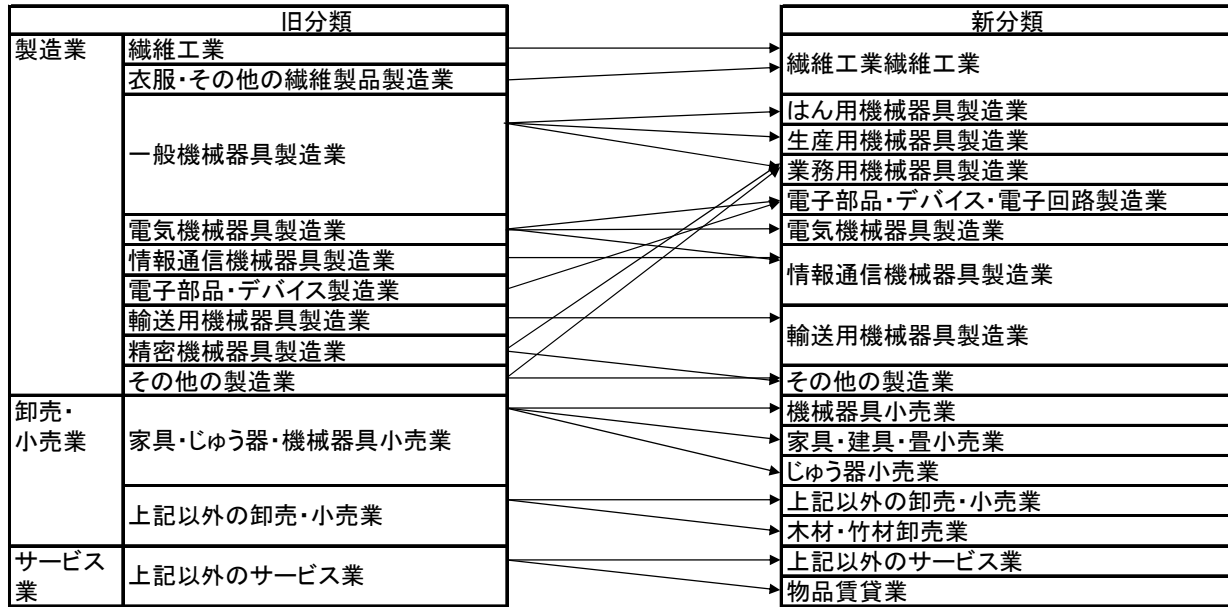 旧分類
製造業
繊維工業
衣服・その他の繊維製品製造業
一般機械器具製造業
電気機械器具製造業
情報通信機械器具製造業
電子部品・デバイス製造業
輸送用機械器具製造業
精密機械器具製造業
その他の製造業
卸売・
小売業
家具・じゅう器・機械器具小売業
上記以外の卸売・小売業
サービス
業
上記以外のサービス業
新分類
繊維工業繊維工業
はん用機械器具製造業
生産用機械器具製造業
業務用機械器具製造業
電子部品・デバイス・電子回路製造業
電気機械器具製造業
情報通信機械器具製造業
輸送用機械器具製造業
その他の製造業
機械器具小売業
家具・建具・畳小売業
じゅう器小売業
上記以外の卸売・小売業
木材・竹材卸売業
上記以外のサービス業
物品賃貸業